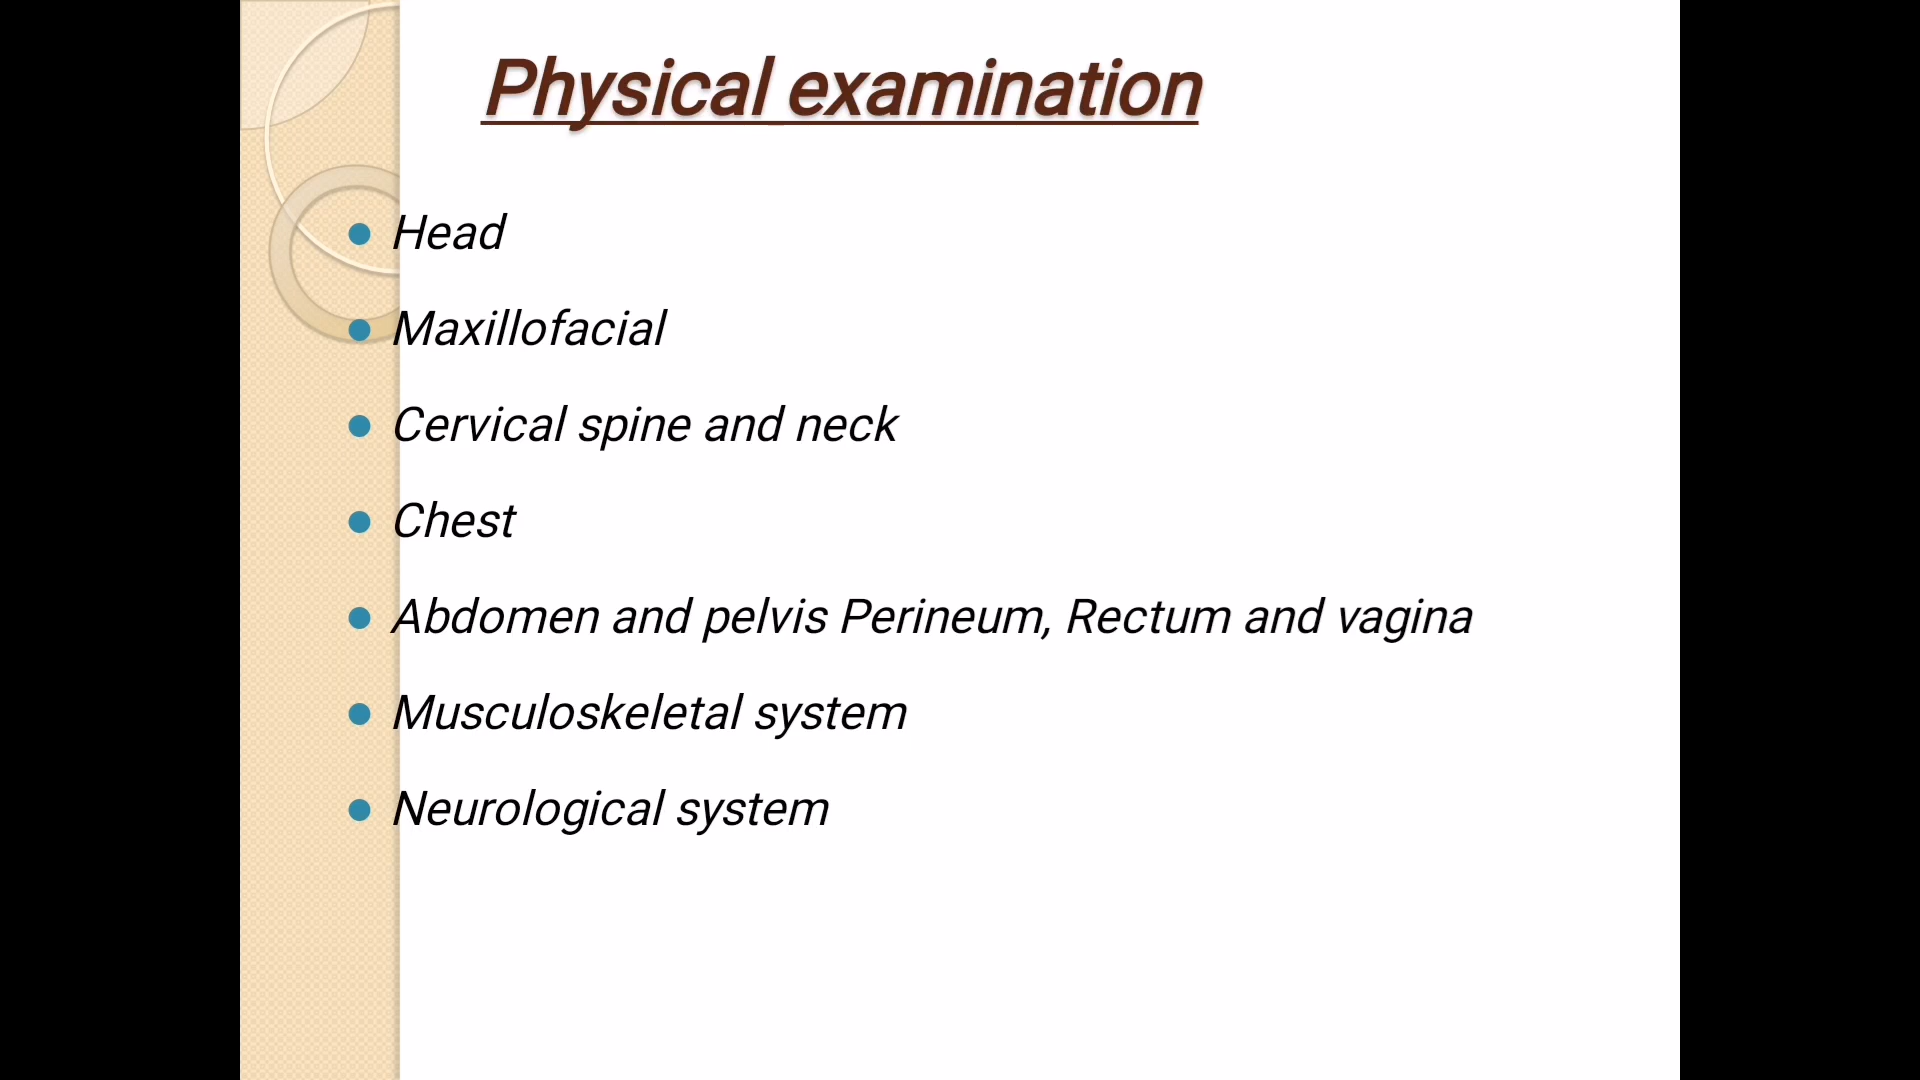 Physical examination
Head
Maxillofacial
Cervical spine and neck
Chest
Abdomen and pelvis Perineum, Rectum and vagina
Musculoskeletal system
Neurological system